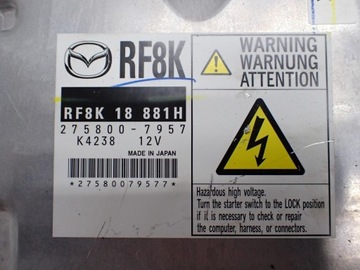 RF8K
RF8K 18 881H
275800-7957
K4238 12V
MADE IN JAPAN
*27580079577*
WARNING
WARNUNG
ATTENTION
Hazardous high voltage.
Turn the starter switch to the LOCK position
if it is necessary to check or repair
the computer, harness, or connectors.